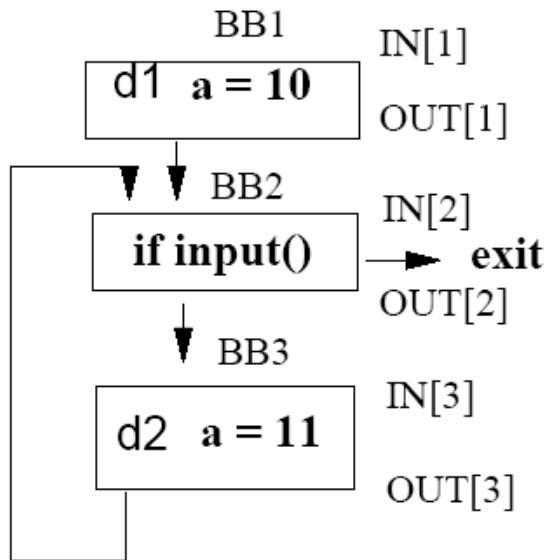 BB1
IN[1]
d1 a = 10
OUT[1]
BB2
IN[2]
if input()
exit
OUT[2]
BB3
IN[3]
d2 a = 11
OUT[3]